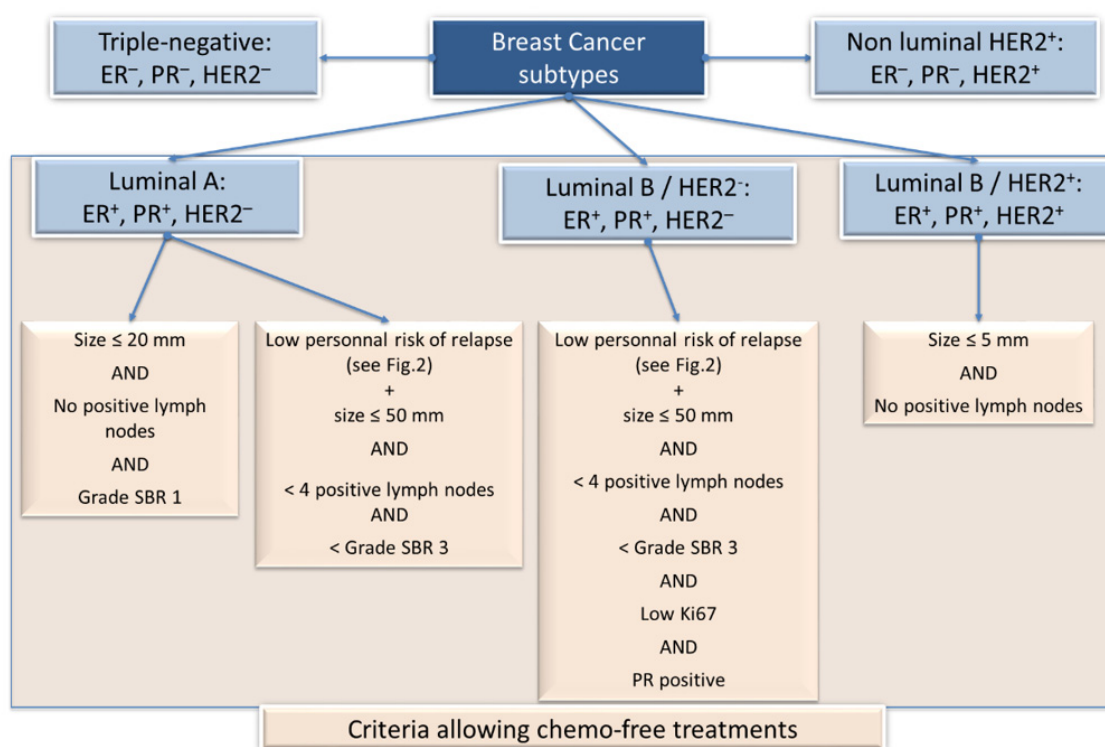 Triple-negative:
ER⁻, PR⁻, HER2⁻
Breast Cancer
subtypes
Non luminal HER2⁺:
ER⁻, PR⁻, HER2⁺
Luminal A:
ER⁺, PR⁺, HER2⁻
Luminal B / HER2⁻:
ER⁺, PR⁺, HER2⁻
Luminal B / HER2⁺:
ER⁺, PR⁺, HER2⁺
Size ≤ 20 mm
AND
No positive lymph
nodes
AND
Grade SBR 1
Low personnal risk of relapse
(see Fig.2)
+
size ≤ 50 mm
AND
< 4 positive lymph nodes
AND
< Grade SBR 3
Low personnal risk of relapse
(see Fig.2)
+
size ≤ 50 mm
AND
< 4 positive lymph nodes
AND
< Grade SBR 3
AND
Low Ki67
AND
PR positive
Size ≤ 5 mm
AND
No positive lymph nodes
Criteria allowing chemo-free treatments